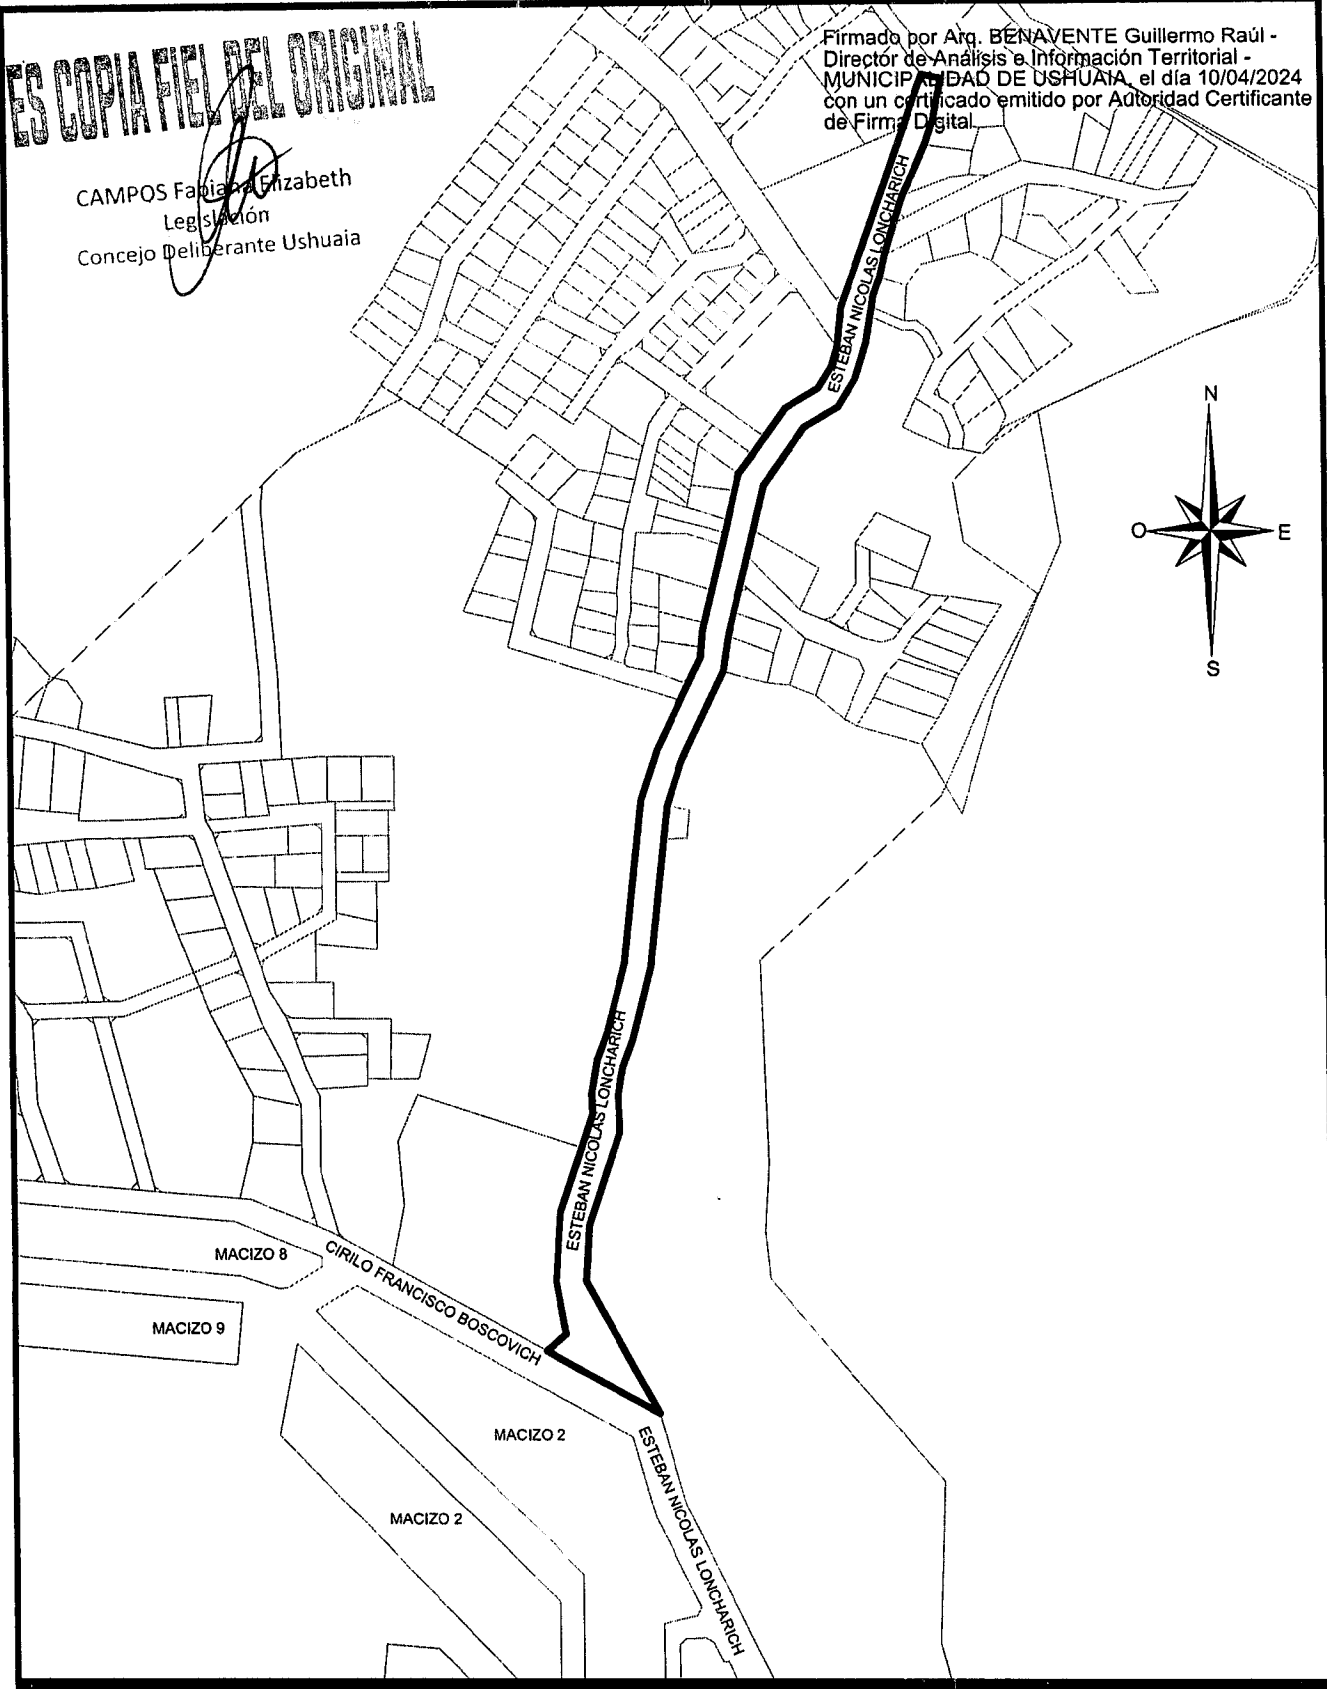 ES COPIA FIEL DEL ORIGINAL
CAMPOS Fabiana Elizabeth
Legislación
Concejo Deliberante Ushuaia
Firmado por Arq. BENAVENTE Guillermo Raúl -
Director de Análisis e Información Territorial -
MUNICIPALIDAD DE USHUAIA, el día 10/04/2024
con un certificado emitido por Autoridad Certificante
de Firma Digital
ESTEBAN NICOLAS LONCHARICH
N
O
E
S
ESTEBAN NICOLAS LONCHARICH
ESTEBAN NICOLAS LONCHARICH
MACIZO 8
CIRILO FRANCISCO BOSCOVICH
MACIZO 9
MACIZO 2
MACIZO 2
ESTEBAN NICOLAS LONCHARICH